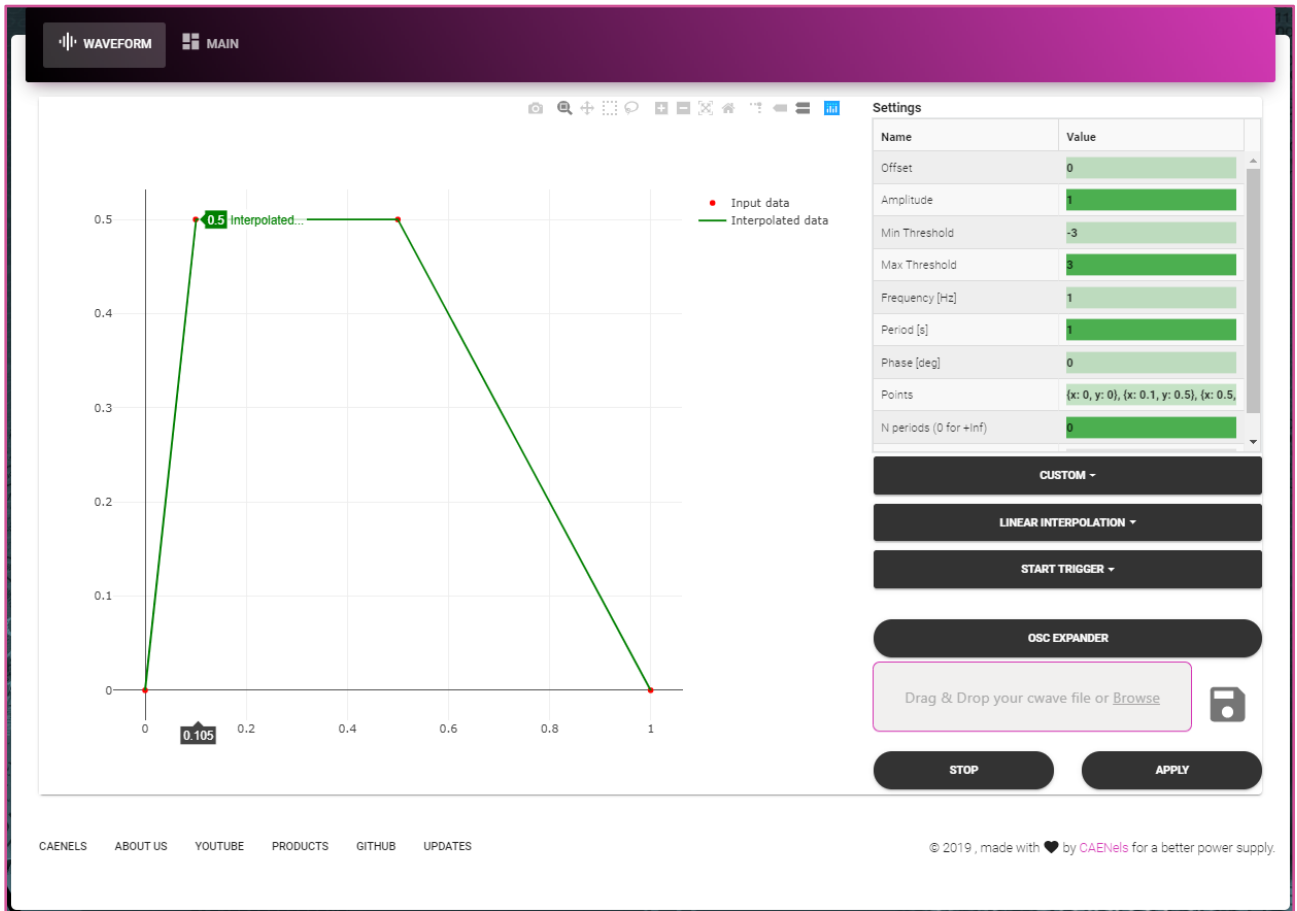 WAVEFORM
MAIN
0.5
0.4
0.3
0.2
0.1
0
0.5 Interpolated...
0
0.105
0.2
0.4
0.6
0.8
1
Input data
Interpolated data
Settings
Name Value
Offset 0
Amplitude 1
Min Threshold -3
Max Threshold 3
Frequency [Hz] 1
Period [s] 1
Phase [deg] 0
Points {x: 0, y: 0}, {x: 0.1, y: 0.5}, {x: 0.5,
N periods (0 for +Inf) 0
CUSTOM
LINEAR INTERPOLATION
START TRIGGER
OSC EXPANDER
Drag & Drop your cwave file or Browse
STOP APPLY
CAENELS ABOUT US YOUTUBE PRODUCTS GITHUB UPDATES
© 2019 , made with ♥ by CAENels for a better power supply.